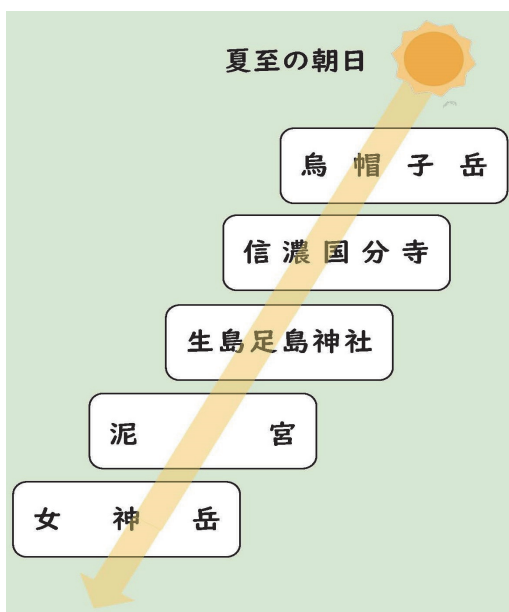 夏至の朝日
烏帽子岳
信濃国分寺
生島足島神社
泥宮
女神岳